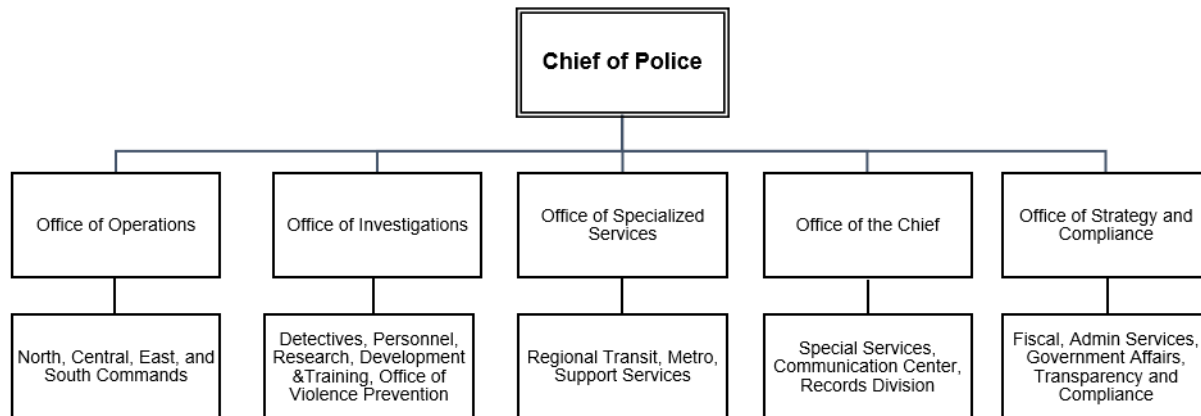 Chief of Police
Office of Operations
Office of Investigations
Office of Specialized
Services
Office of the Chief
Office of Strategy and
Compliance
North, Central, East, and
South Commands
Detectives, Personnel,
Research, Development
&Training, Office of
Violence Prevention
Regional Transit, Metro,
Support Services
Special Services,
Communication Center,
Records Division
Fiscal, Admin Services,
Government Affairs,
Transparency and
Compliance